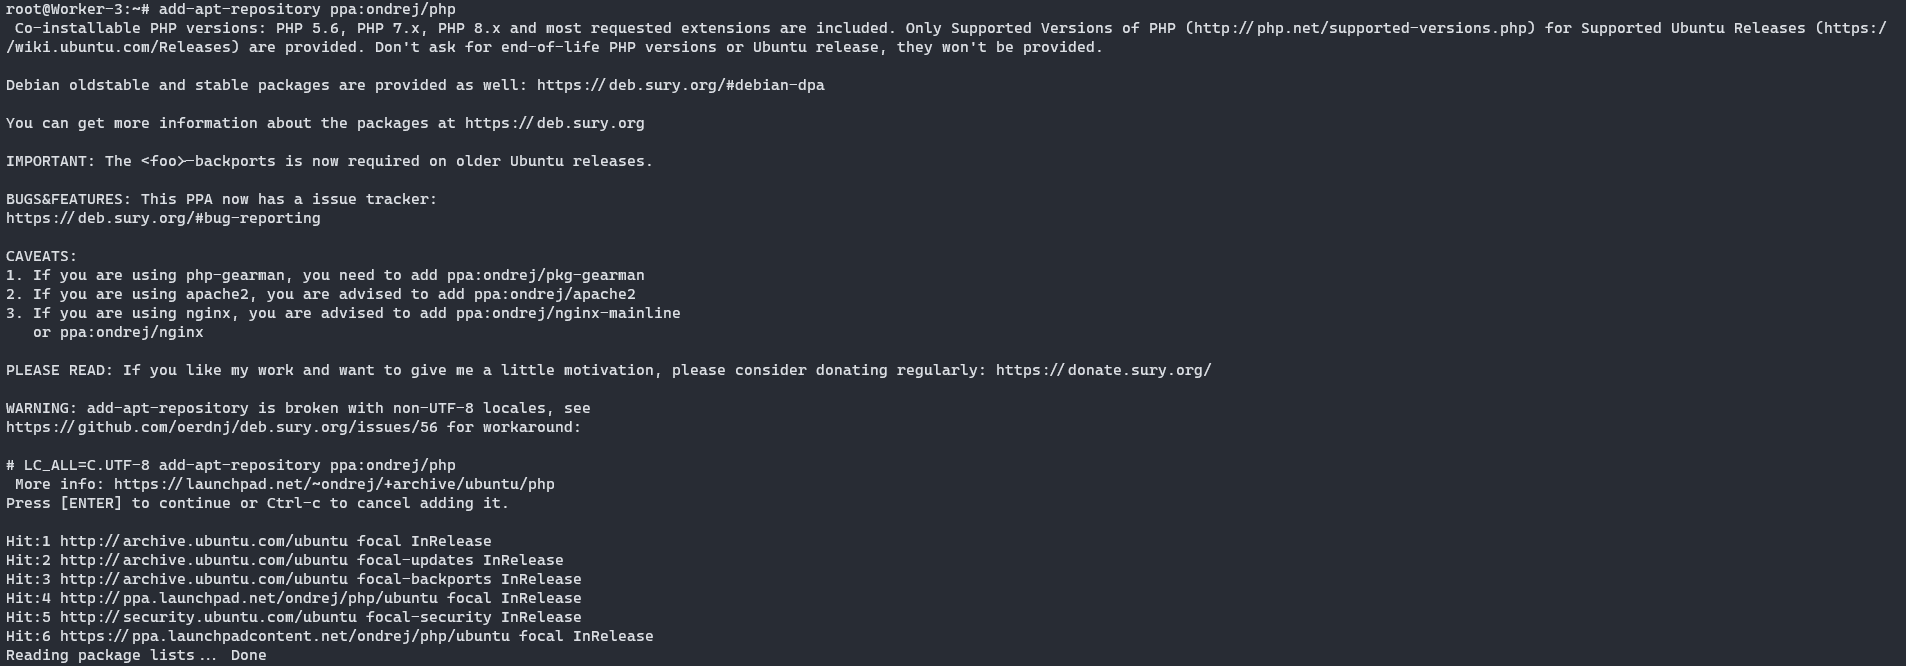 root@Worker-3:~# add-apt-repository ppa:ondrej/php
 Co-installable PHP versions: PHP 5.6, PHP 7.x, PHP 8.x and most requested extensions are included. Only Supported Versions of PHP (http://php.net/supported-versions.php) for Supported Ubuntu Releases (https:/
/wiki.ubuntu.com/Releases) are provided. Don't ask for end-of-life PHP versions or Ubuntu release, they won't be provided.

Debian oldstable and stable packages are provided as well: https://deb.sury.org/#debian-dpa

You can get more information about the packages at https://deb.sury.org

IMPORTANT: The <foo>-backports is now required on older Ubuntu releases.

BUGS&FEATURES: This PPA now has a issue tracker:
https://deb.sury.org/#bug-reporting

CAVEATS:
1. If you are using php-gearman, you need to add ppa:ondrej/pkg-gearman
2. If you are using apache2, you are advised to add ppa:ondrej/apache2
3. If you are using nginx, you are advised to add ppa:ondrej/nginx-mainline
   or ppa:ondrej/nginx

PLEASE READ: If you like my work and want to give me a little motivation, please consider donating regularly: https://donate.sury.org/

WARNING: add-apt-repository is broken with non-UTF-8 locales, see
https://github.com/oerdnj/deb.sury.org/issues/56 for workaround:

# LC_ALL=C.UTF-8 add-apt-repository ppa:ondrej/php
 More info: https://launchpad.net/~ondrej/+archive/ubuntu/php
Press [ENTER] to continue or Ctrl-c to cancel adding it.

Hit:1 http://archive.ubuntu.com/ubuntu focal InRelease
Hit:2 http://archive.ubuntu.com/ubuntu focal-updates InRelease
Hit:3 http://archive.ubuntu.com/ubuntu focal-backports InRelease
Hit:4 http://ppa.launchpad.net/ondrej/php/ubuntu focal InRelease
Hit:5 http://security.ubuntu.com/ubuntu focal-security InRelease
Hit:6 https://ppa.launchpadcontent.net/ondrej/php/ubuntu focal InRelease
Reading package lists... Done